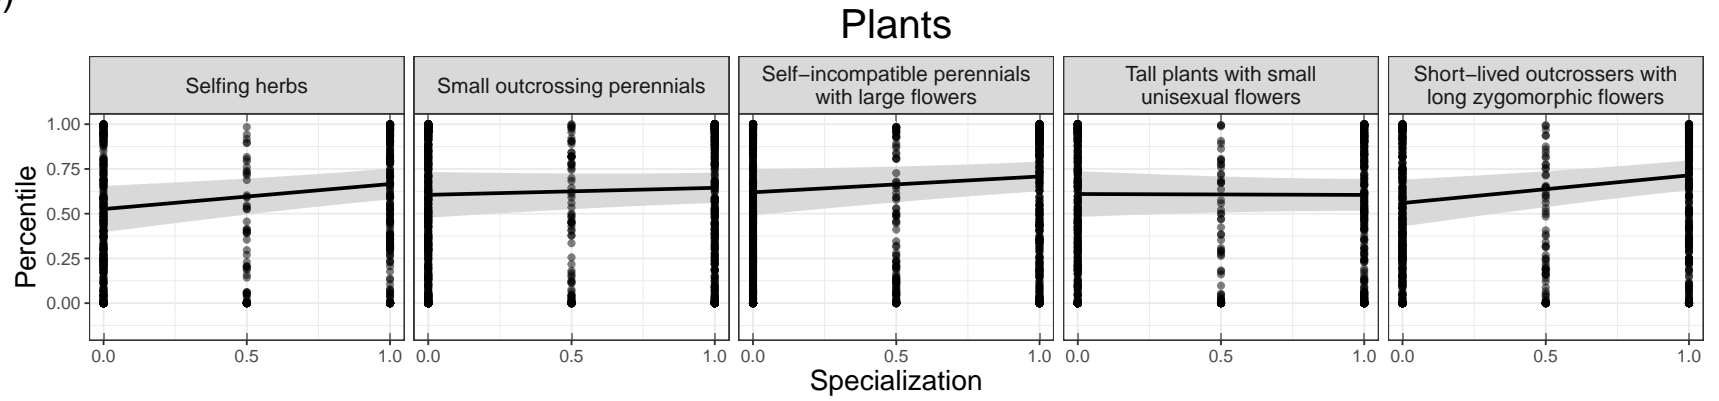 )
Plants
Selfing herbs
Small outcrossing perennials
Self−incompatible perennials
with large flowers
Tall plants with small
unisexual flowers
Short−lived outcrossers with
long zygomorphic flowers
Percentile
1.00
0.75
0.50
0.25
0.00
0.0 0.5 1.0 0.0 0.5 1.0 0.0 0.5 1.0 0.0 0.5 1.0 0.0 0.5 1.0
Specialization